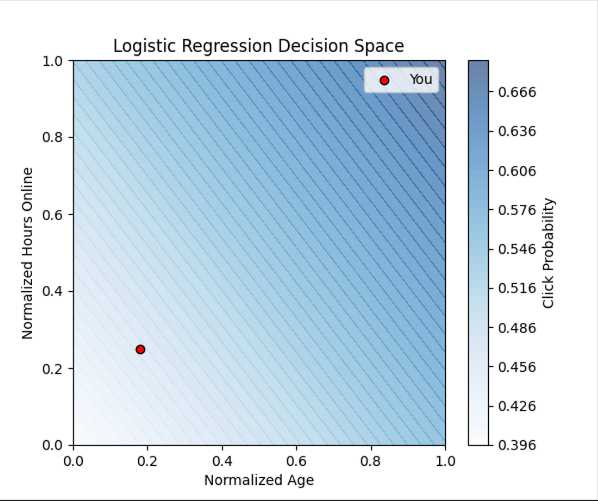 Logistic Regression Decision Space
You
1.0
0.8
0.6
0.4
0.2
0.0
Normalized Hours Online
0.0 0.2 0.4 0.6 0.8 1.0
Normalized Age
0.666
0.636
0.606
0.576
0.546
0.516
0.486
0.456
0.426
0.396
Click Probability